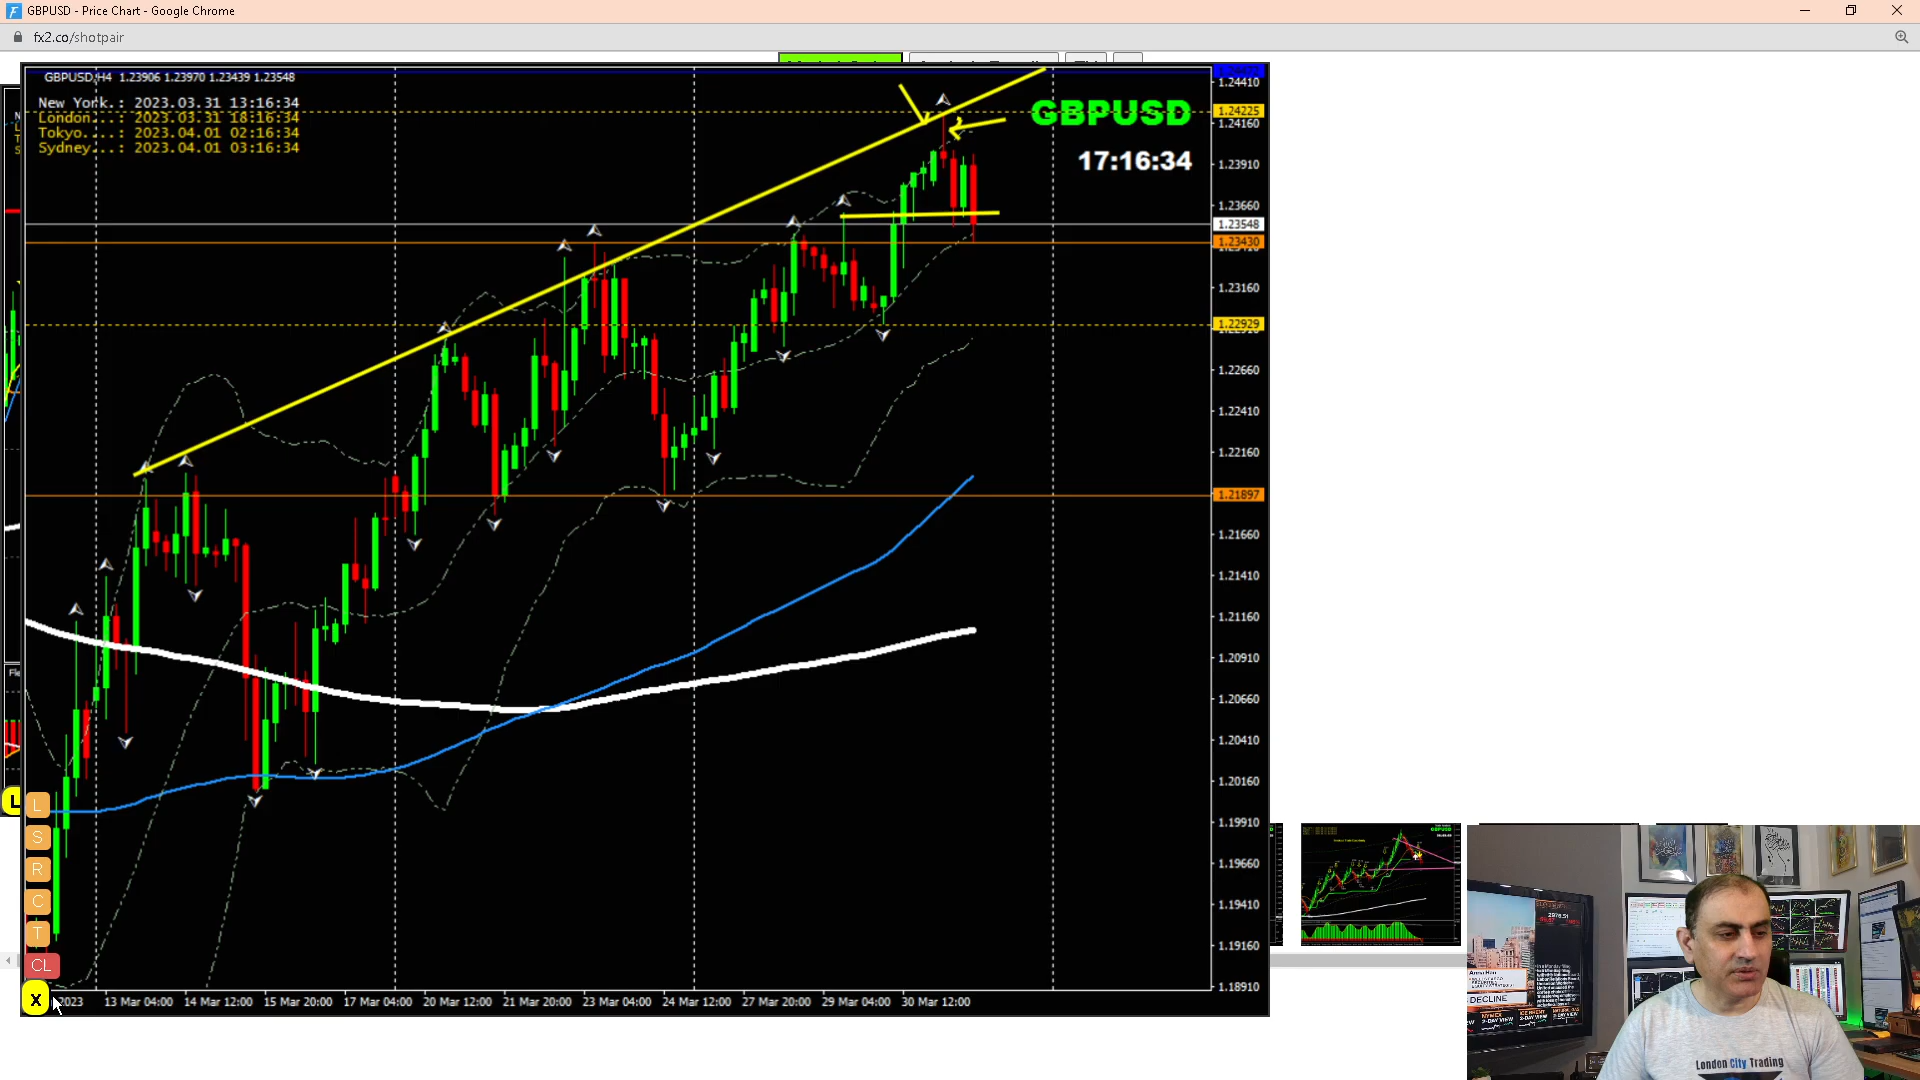 GBPUSD - Price Chart - Google Chrome
fx2.co/shotpair
GBPUSD,H4 1.23906 1.23970 1.23439 1.23548
New York.: 2023.03.31 13:16:34
London...: 2023.03.31 18:16:34
Tokyo....: 2023.04.01 02:16:34
Sydney...: 2023.04.01 03:16:34
GBPUSD
17:16:34
1.24410
1.24225
1.24160
1.23910
1.23660
1.23548
1.23430
1.23160
1.22929
1.22660
1.22410
1.22160
1.21897
1.21660
1.21410
1.21160
1.20910
1.20660
1.20410
1.20160
1.19910
1.19660
1.19410
1.19160
1.18910
L
S
R
C
T
CL
x
2023 13 Mar 04:00 14 Mar 12:00 15 Mar 20:00 17 Mar 04:00 20 Mar 12:00 21 Mar 20:00 23 Mar 04:00 24 Mar 12:00 27 Mar 20:00 29 Mar 04:00 30 Mar 12:00
DECLINE
London City Trading